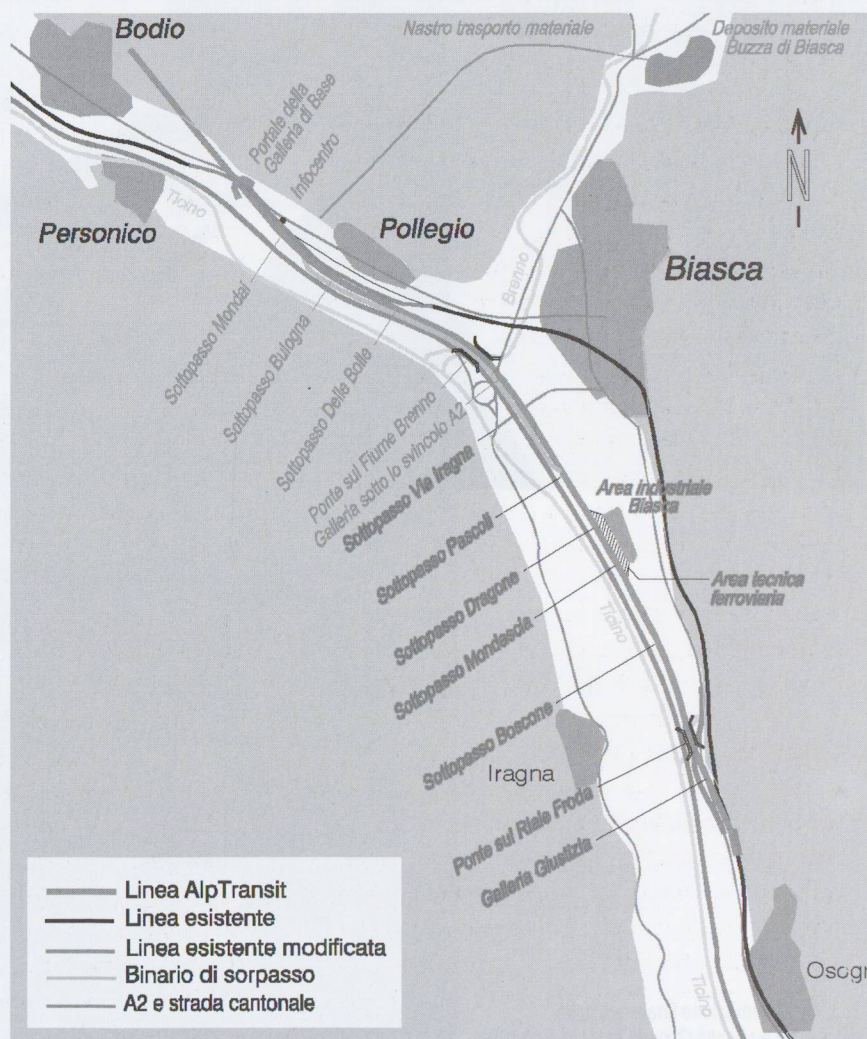 Bodio
Nastro trasporto materiale
Deposito materiale
Buzza di Biasca
Portale della
Galleria di Base
Infocentro
N
Ticino
Personico
Pollegio
Brenno
Biasca
Sottopasso Mondai
Sottopasso Bulogna
Sottopasso Delle Bolle
Ponte sul Fiume Brenno
Galleria sotto lo svincolo A2
Sottopasso Via Iragna
Sottopasso Pascoli
Area industriale
Biasca
Sottopasso Dragone
Area tecnica
ferroviaria
Sottopasso Mondascia
Ticino
Sottopasso Boscone
Iragna
Ponte sul Riale Froda
Galleria Giustizia
Linea AlpTransit
Linea esistente
Linea esistente modificata
Binario di sorpasso
A2 e strada cantonale
Ticino
Osogn